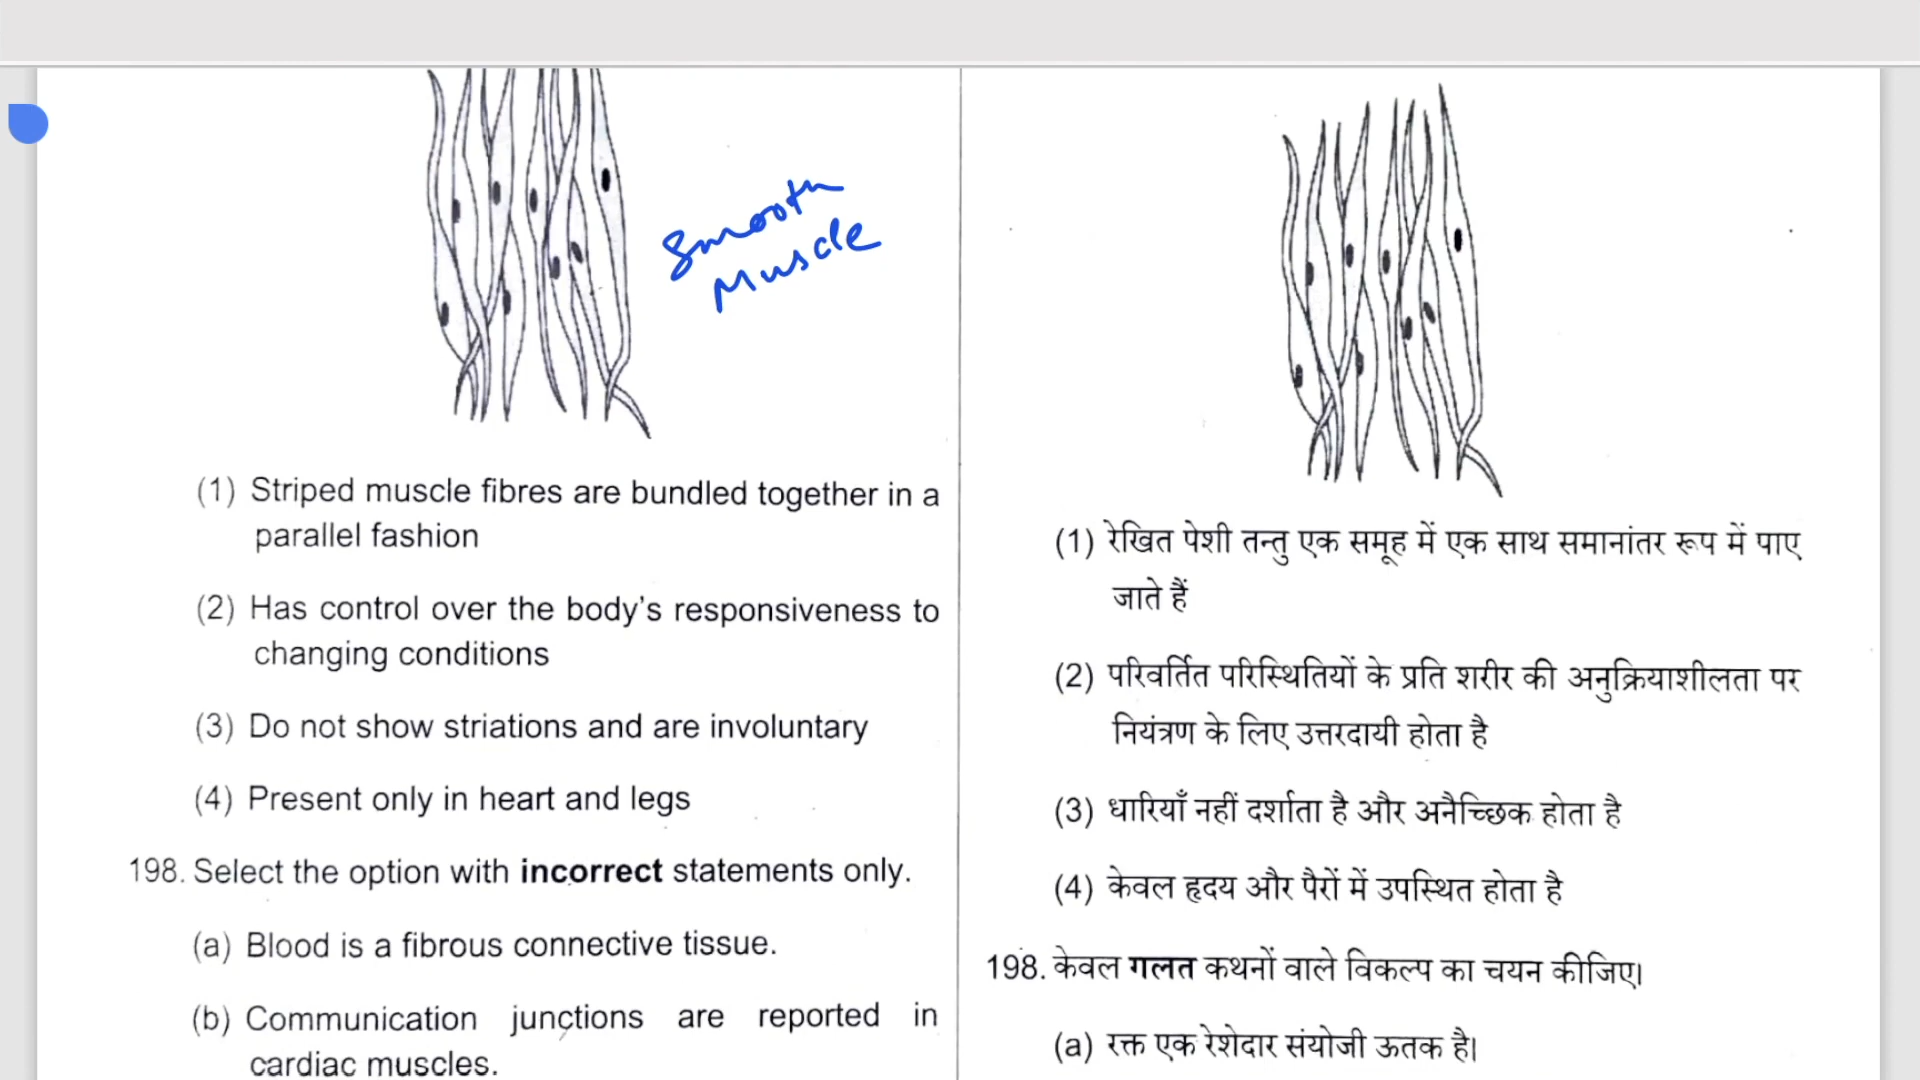 Smooth
Muscle
(1) Striped muscle fibres are bundled together in a
parallel fashion
(2) Has control over the body's responsiveness to
changing conditions
(3) Do not show striations and are involuntary
(4) Present only in heart and legs
198. Select the option with incorrect statements only.
(a) Blood is a fibrous connective tissue.
(b) Communication junctions are reported in
cardiac muscles.
(1) रेखित पेशी तन्तु एक समूह में एक साथ समानांतर रूप में पाए
जाते हैं
(2) परिवर्तित परिस्थितियों के प्रति शरीर की अनुक्रियाशीलता पर
नियंत्रण के लिए उत्तरदायी होता है
(3) धारियाँ नहीं दर्शाता है और अनैच्छिक होता है
(4) केवल हृदय और पैरों में उपस्थित होता है
198. केवल गलत कथनों वाले विकल्प का चयन कीजिए।
(a) रक्त एक रेशेदार संयोजी ऊतक है।